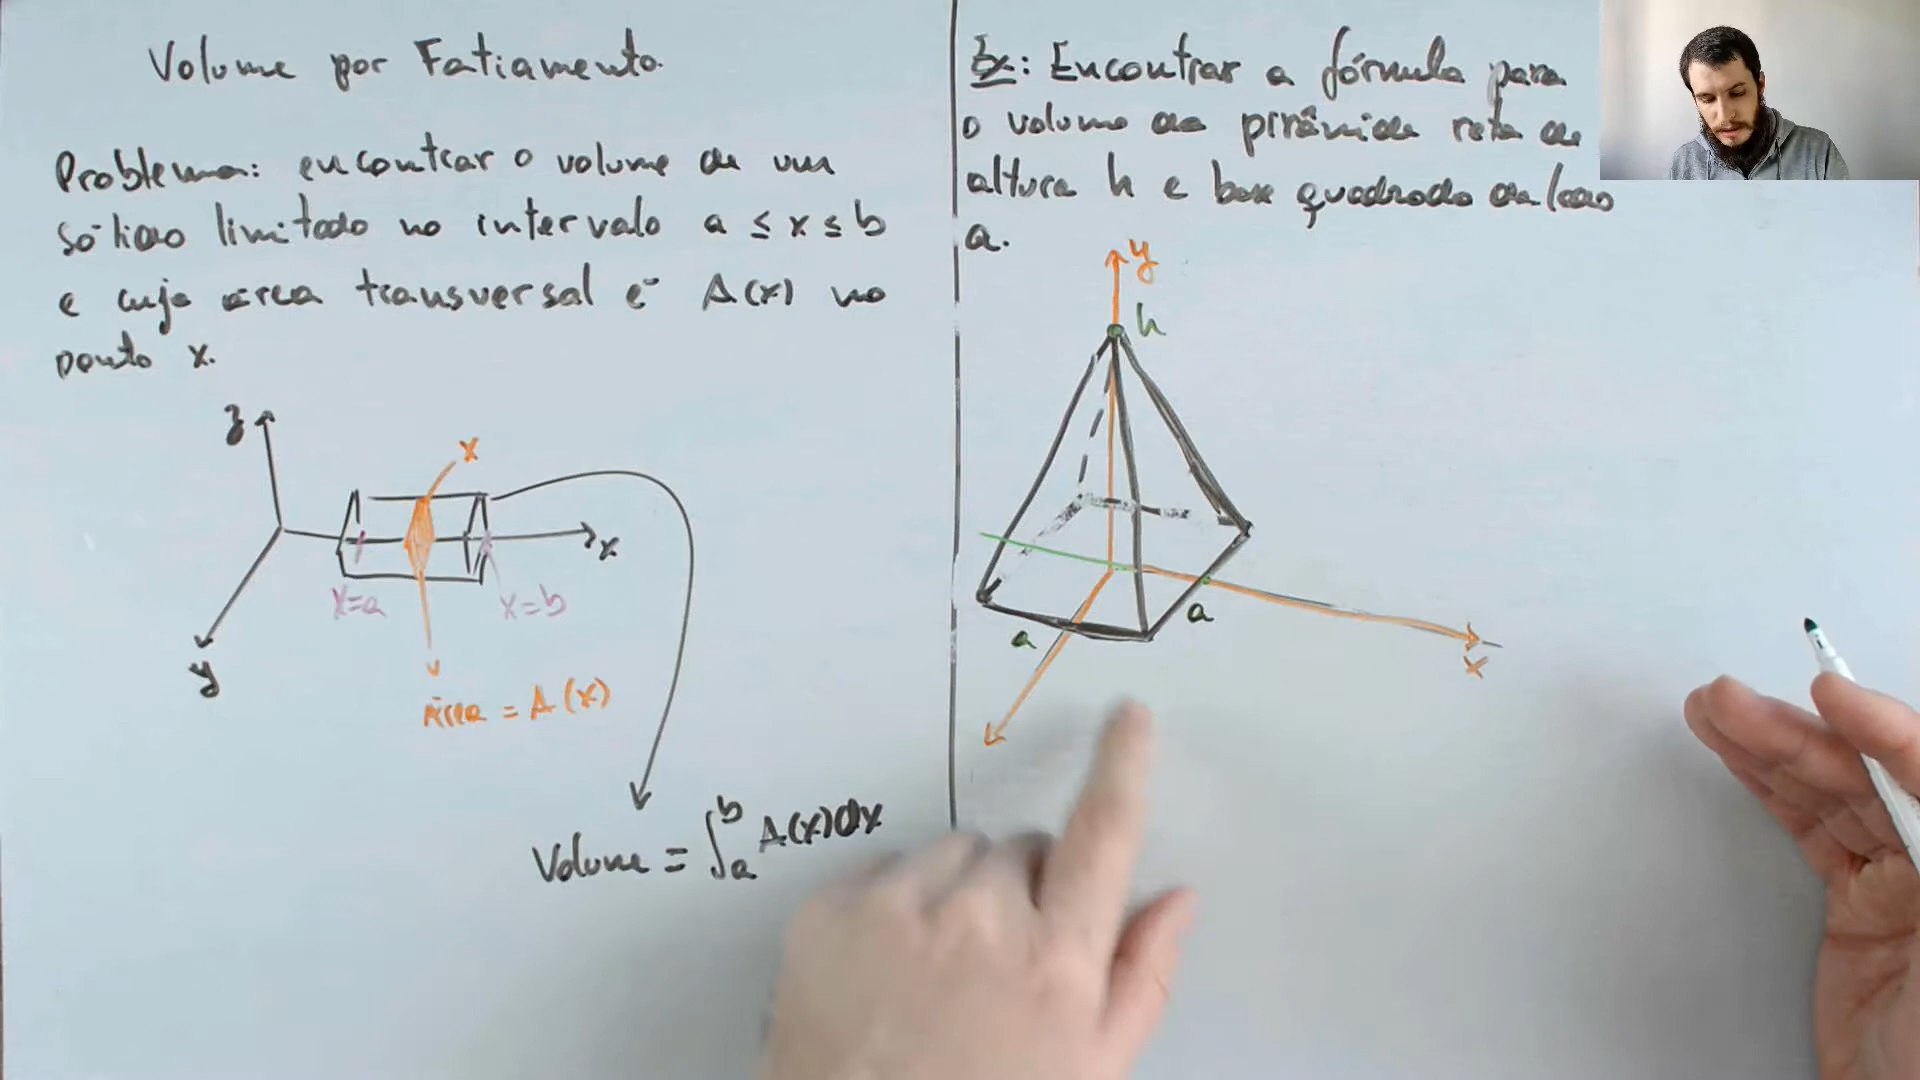 Volume por Fatiamento.
Problema: encontrar o volume de um
sólido limitado no intervalo a ≤ x ≤ b
e cuja área transversal é A(x) no
ponto x.
z
x
x
x=a
x=b
y
Área = A(x)
Volume = ∫_a^b A(x)dx
Ex: Encontrar a fórmula para
o volume da pirâmide reta de
altura h e base quadrada de lado
a.
y
h
a
a
x